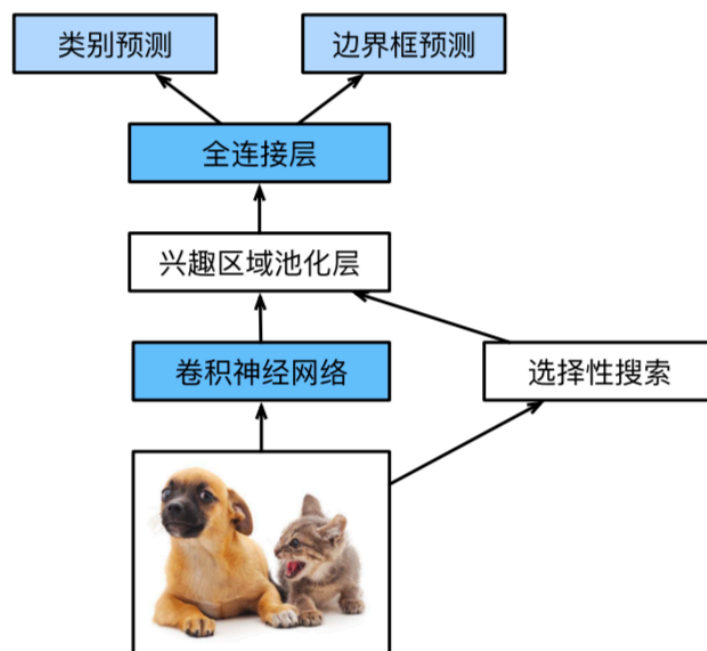 类别预测
边界框预测
全连接层
兴趣区域池化层
卷积神经网络
选择性搜索